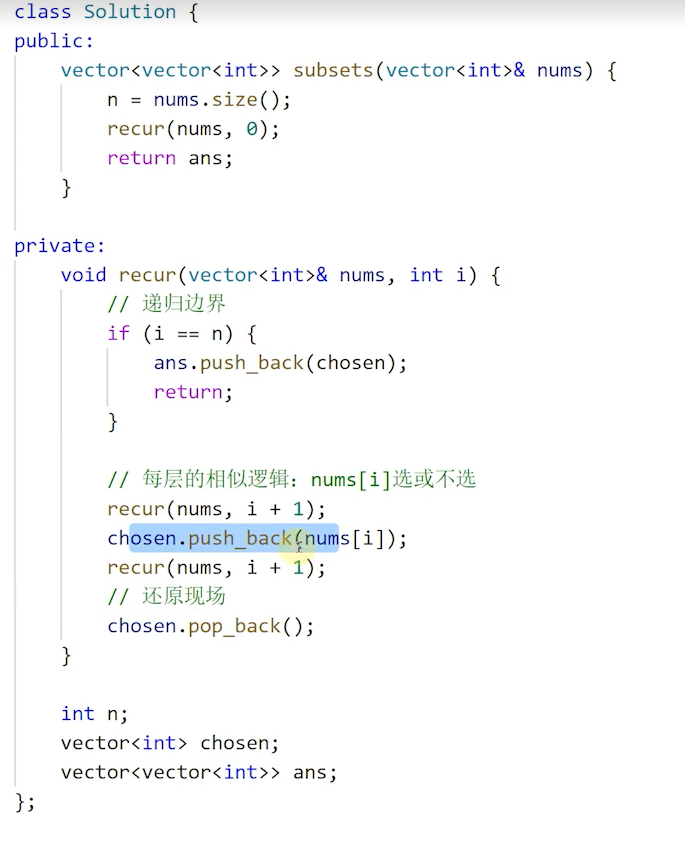 class Solution {
public:
    vector<vector<int>> subsets(vector<int>& nums) {
        n = nums.size();
        recur(nums, 0);
        return ans;
    }
private:
    void recur(vector<int>& nums, int i) {
        // 递归边界
        if (i == n) {
            ans.push_back(chosen);
            return;
        }
        // 每层的相似逻辑：nums[i]选或不选
        recur(nums, i + 1);
        chosen.push_back(nums[i]);
        recur(nums, i + 1);
        // 还原现场
        chosen.pop_back();
    }
    int n;
    vector<int> chosen;
    vector<vector<int>> ans;
};